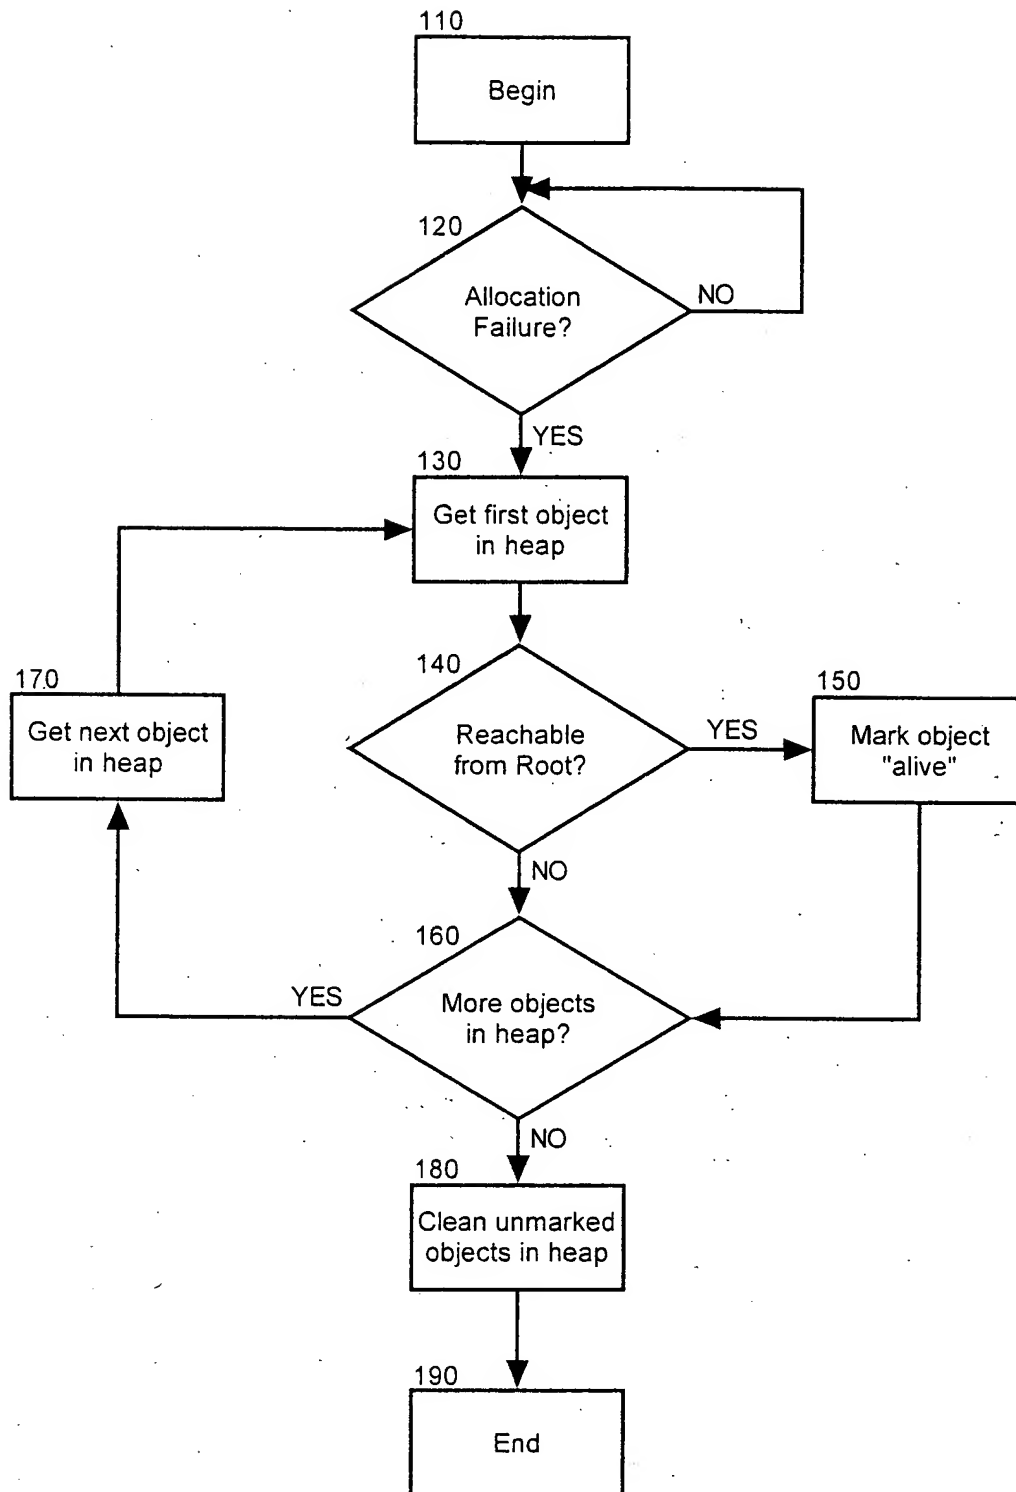 110
Begin
120
Allocation
Failure?
NO
YES
130
Get first object
in heap
140
Reachable
from Root?
YES
150
Mark object
"alive"
170
Get next object
in heap
NO
160
More objects
in heap?
YES
NO
180
Clean unmarked
objects in heap
190
End